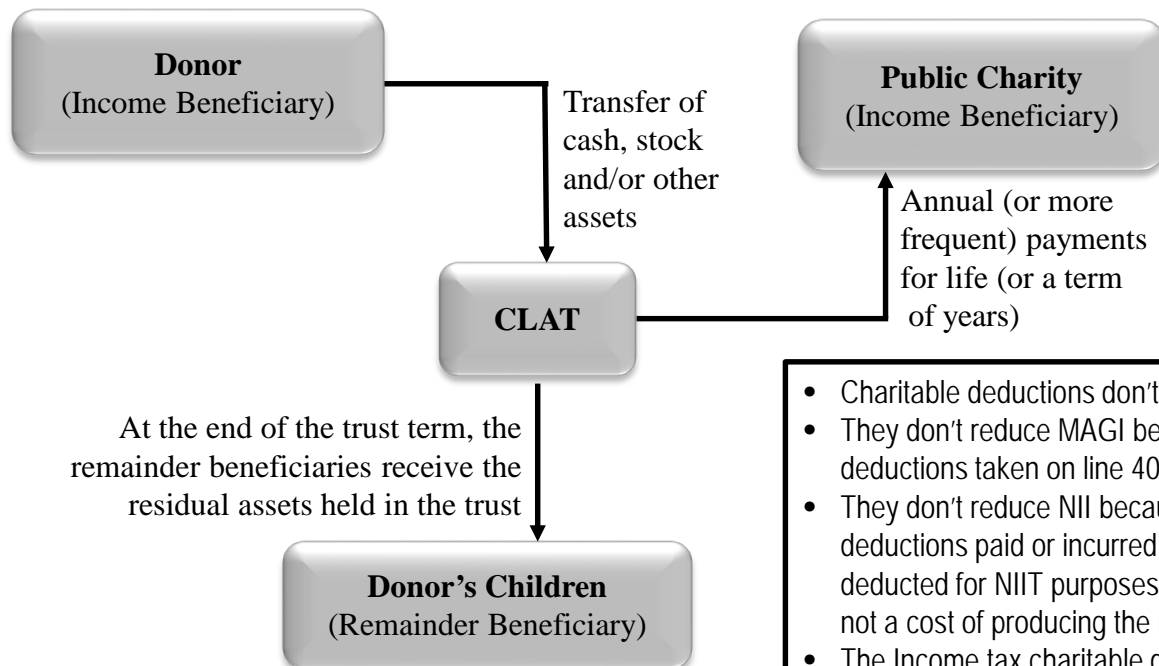 Donor
(Income Beneficiary)
Transfer of
cash, stock
and/or other
assets
Public Charity
(Income Beneficiary)
Annual (or more
frequent) payments
for life (or a term
of years)
CLAT
At the end of the trust term, the
remainder beneficiaries receive the
residual assets held in the trust
Donor's Children
(Remainder Beneficiary)
• Charitable deductions don't
• They don't reduce MAGI be
deductions taken on line 40
• They don't reduce NII becau
deductions paid or incurred
deducted for NIIT purposes
not a cost of producing the
• The Income tax charitable